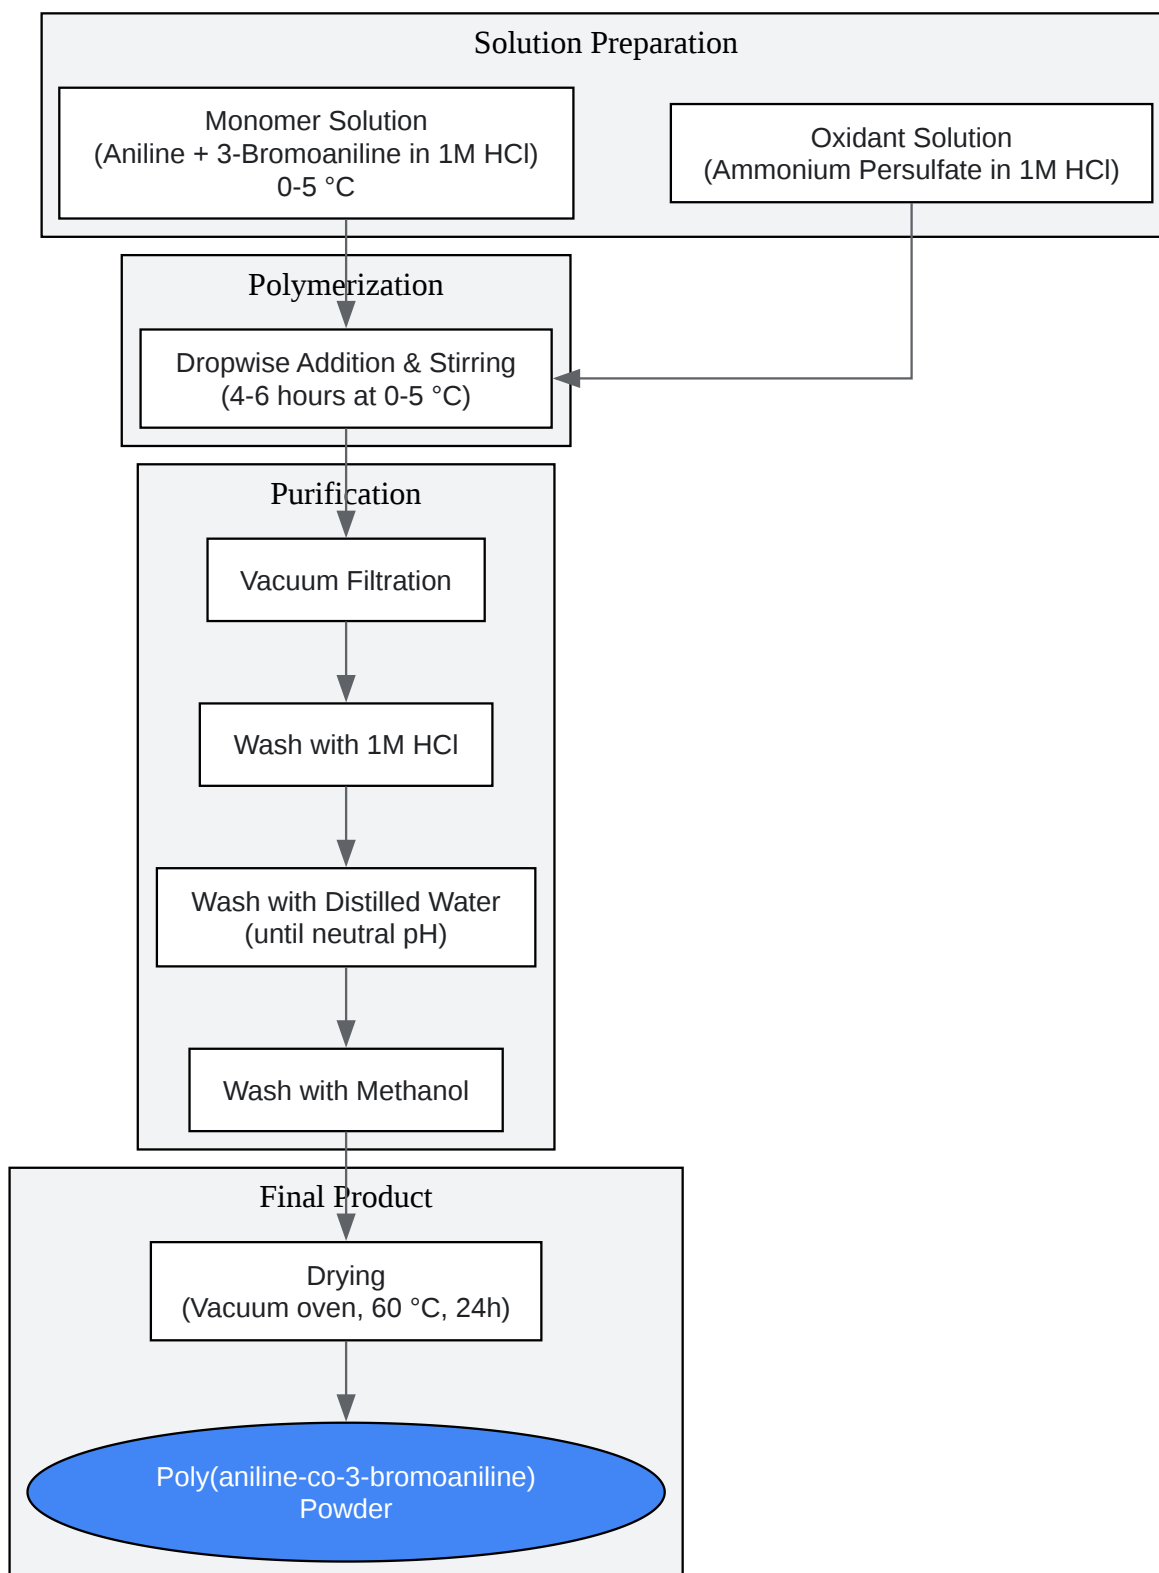 Solution Preparation
Monomer Solution
(Aniline + 3-Bromoaniline in 1M HCl)
0-5 °C
Oxidant Solution
(Ammonium Persulfate in 1M HCl)
Polymerization
Dropwise Addition & Stirring
(4-6 hours at 0-5 °C)
Purification
Vacuum Filtration
Wash with 1M HCl
Wash with Distilled Water
(until neutral pH)
Wash with Methanol
Final Product
Drying
(Vacuum oven, 60 °C, 24h)
Poly(aniline-co-3-bromoaniline)
Powder